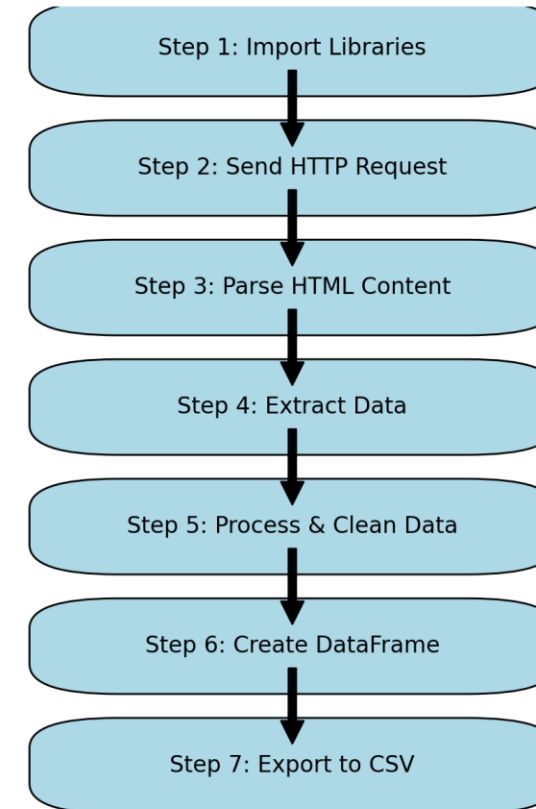 Step 1: Import Libraries
Step 2: Send HTTP Request
Step 3: Parse HTML Content
Step 4: Extract Data
Step 5: Process & Clean Data
Step 6: Create DataFrame
Step 7: Export to CSV